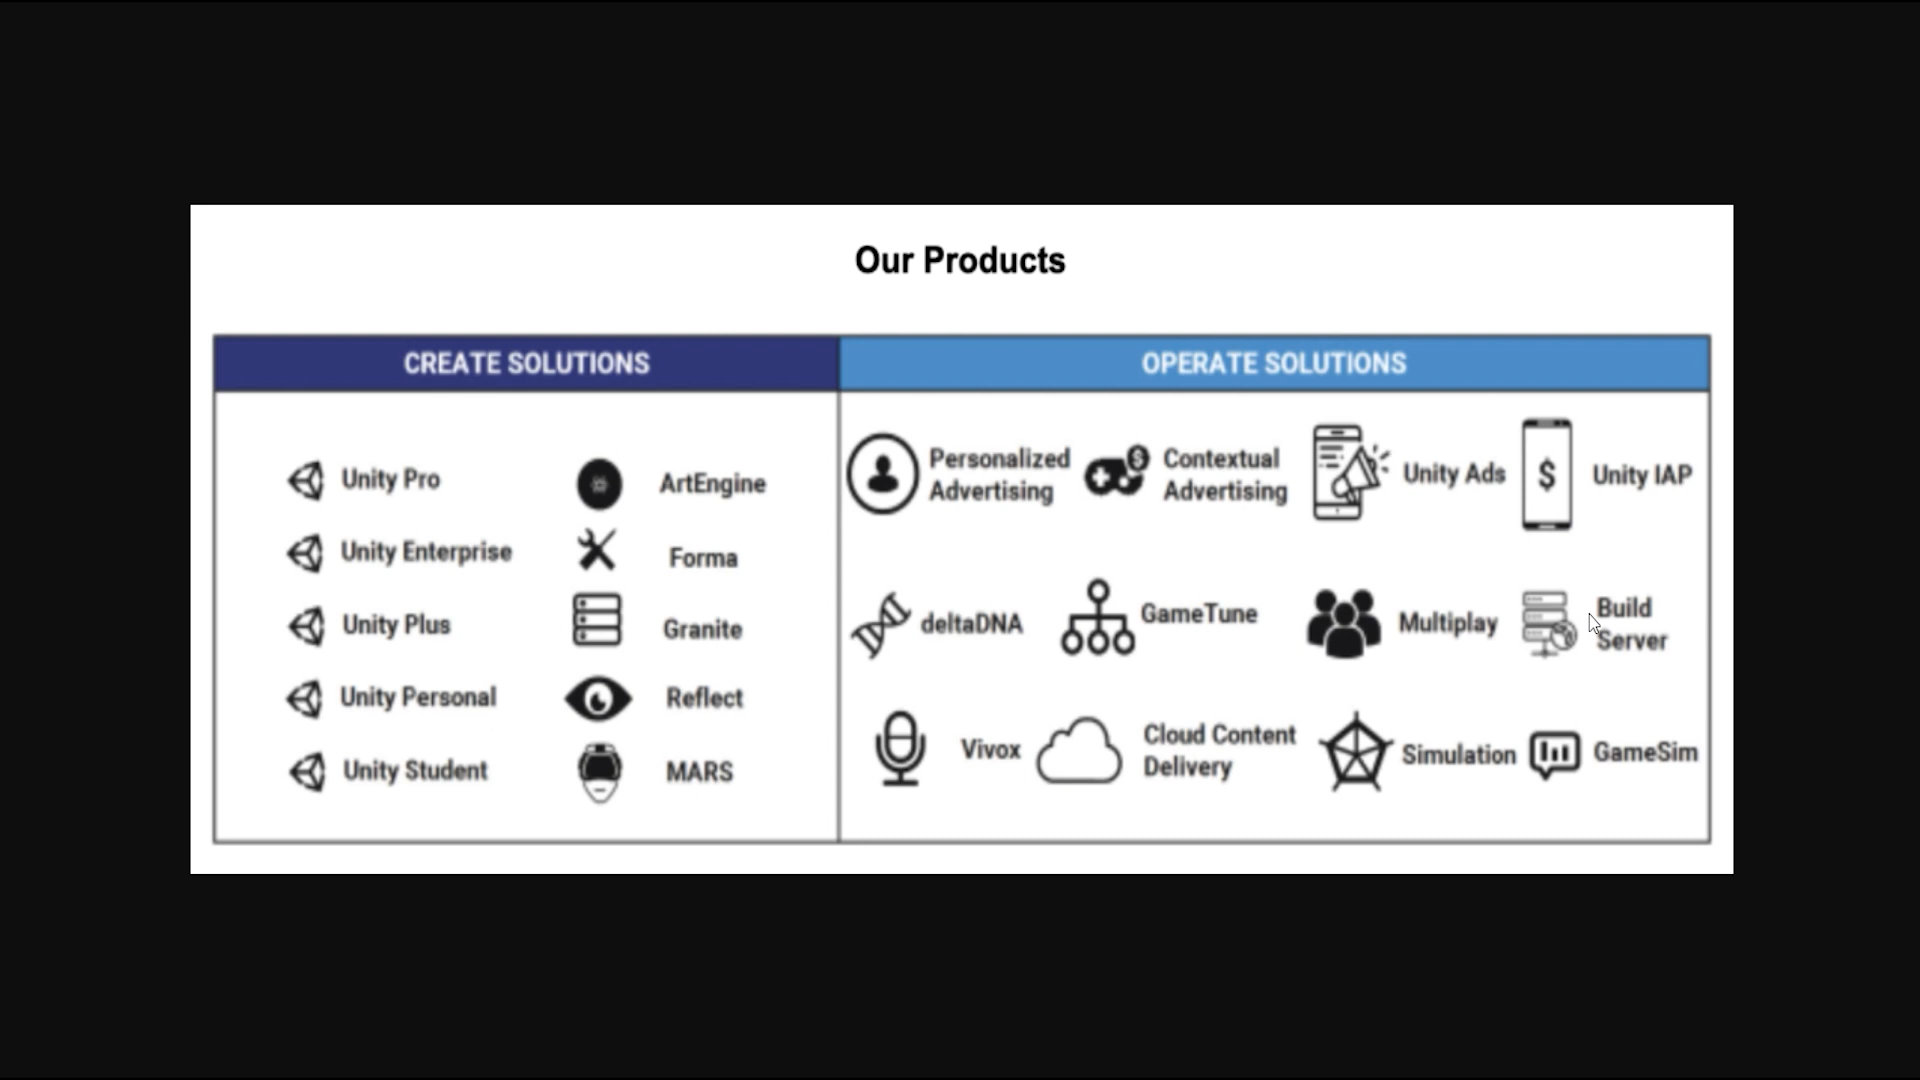 Our Products
CREATE SOLUTIONS
Unity Pro
ArtEngine
Unity Enterprise
Forma
Unity Plus
Granite
Unity Personal
Reflect
Unity Student
MARS
OPERATE SOLUTIONS
Personalized
Advertising
Contextual
Advertising
Unity Ads
$
Unity IAP
deltaDNA
GameTune
Multiplay
Build
Server
Vivox
Cloud Content
Delivery
Simulation
GameSim